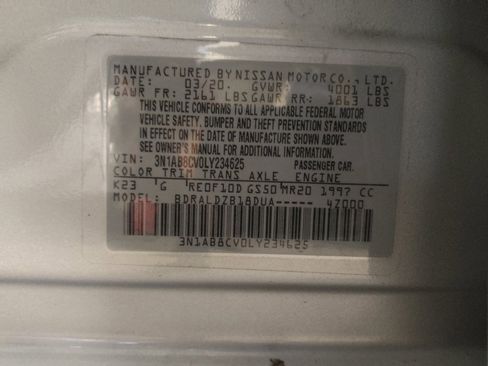 MANUFACTURED BY NISSAN MOTOR CO., LTD.
DATE: 03/20. GVWR: 4001 LBS
GAWR FR: 2161 LBS GAWR RR: 1863 LBS
THIS VEHICLE CONFORMS TO ALL APPLICABLE FEDERAL MOTOR
VEHICLE SAFETY, BUMPER AND THEFT PREVENTION STANDARDS
IN EFFECT ON THE DATE OF MANUFACTURE SHOWN ABOVE.
SEE OWNER'S MANUAL FOR ADDITIONAL INFORMATION.
VIN: 3N1AB8CV0LY234625 PASSENGER CAR.
COLOR TRIM TRANS AXLE ENGINE
K23 G RE0F10D GS50 MR20 1997 CC
MODEL: BDRALDZB18DUA----- 47000
3N1AB8CV0LY234625